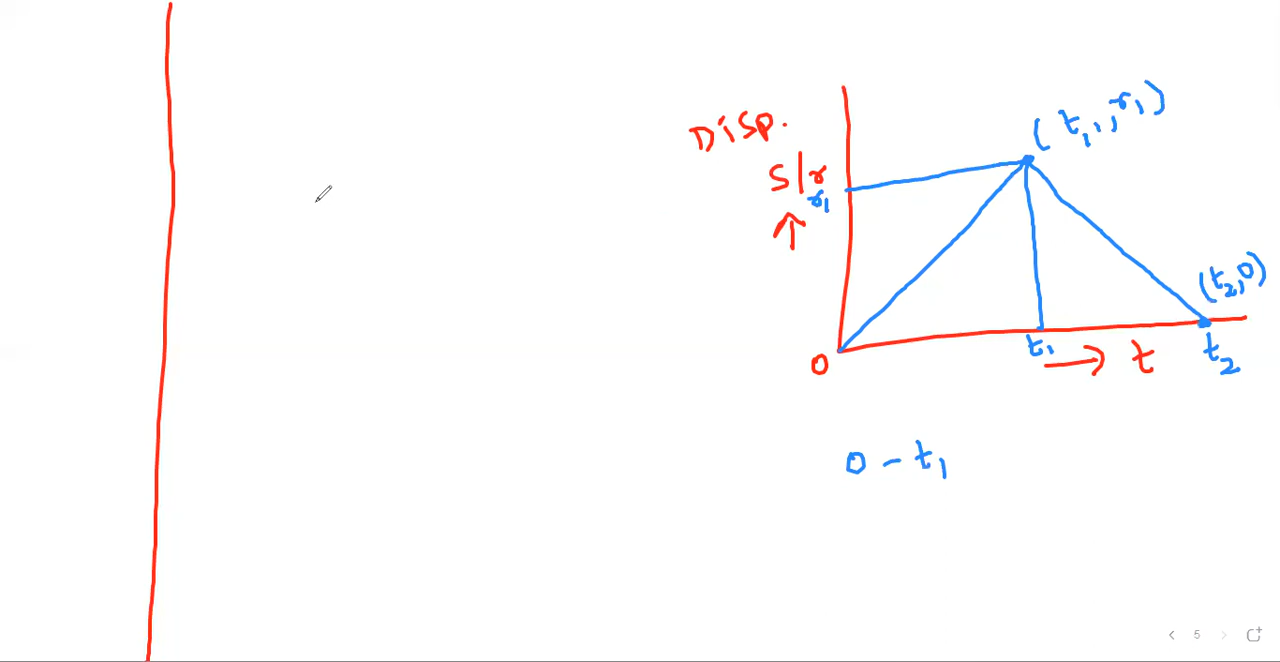 Disp.
(t1, , r1)
S|r
r1
(t2,0)
0
t1
t
t2
0 - t1
5